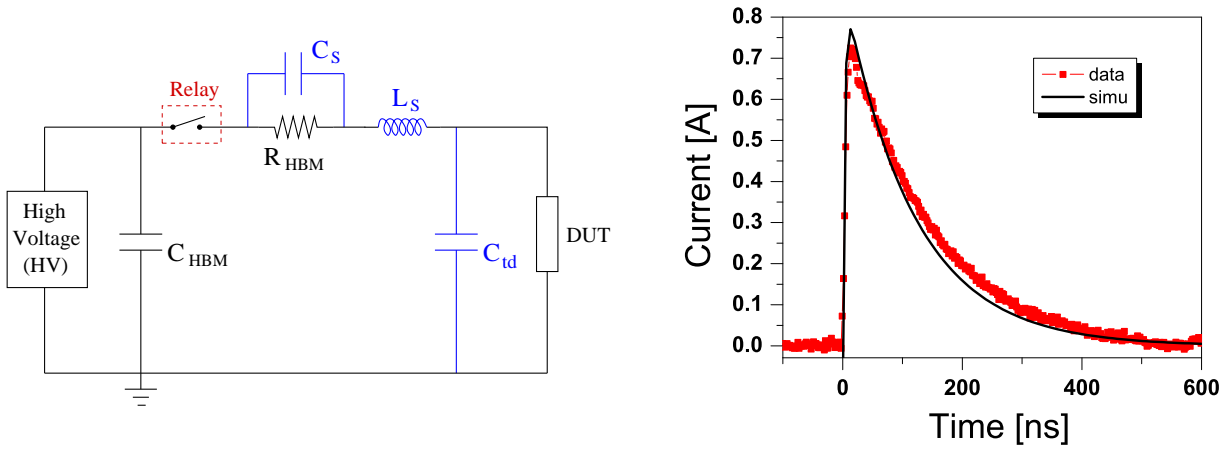 C_S
Relay
L_S
R_HBM
High
Voltage
(HV)
C_HBM
C_td
DUT
0.8
0.7
0.6
0.5
0.4
0.3
0.2
0.1
0.0
Current [A]
data
simu
0
200
400
600
Time [ns]